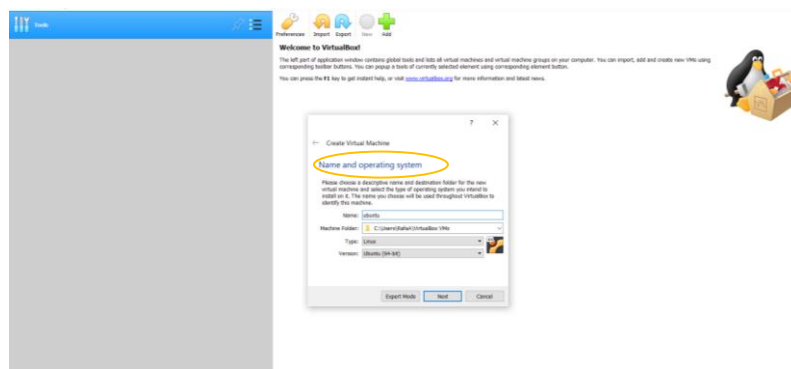 Tools
Preferences Import Export New Add
Welcome to VirtualBox!
The left part of application window contains global tools and lists all virtual machines and virtual machine groups on your computer. You can import, add and create new VMs using
corresponding toolbar buttons. You can popup a tools of currently selected element using corresponding element button.
You can press the F1 key to get instant help, or visit www.virtualbox.org for more information and latest news.
? ×
← Create Virtual Machine
Name and operating system
Please choose a descriptive name and destination folder for the new
virtual machine and select the type of operating system you intend to
install on it. The name you choose will be used throughout VirtualBox to
identify this machine.
Name: ubuntu
Machine Folder: C:\Users\Rafsal\VirtualBox VMs
Type: Linux
Version: Ubuntu (64-bit)
Expert Mode Next Cancel